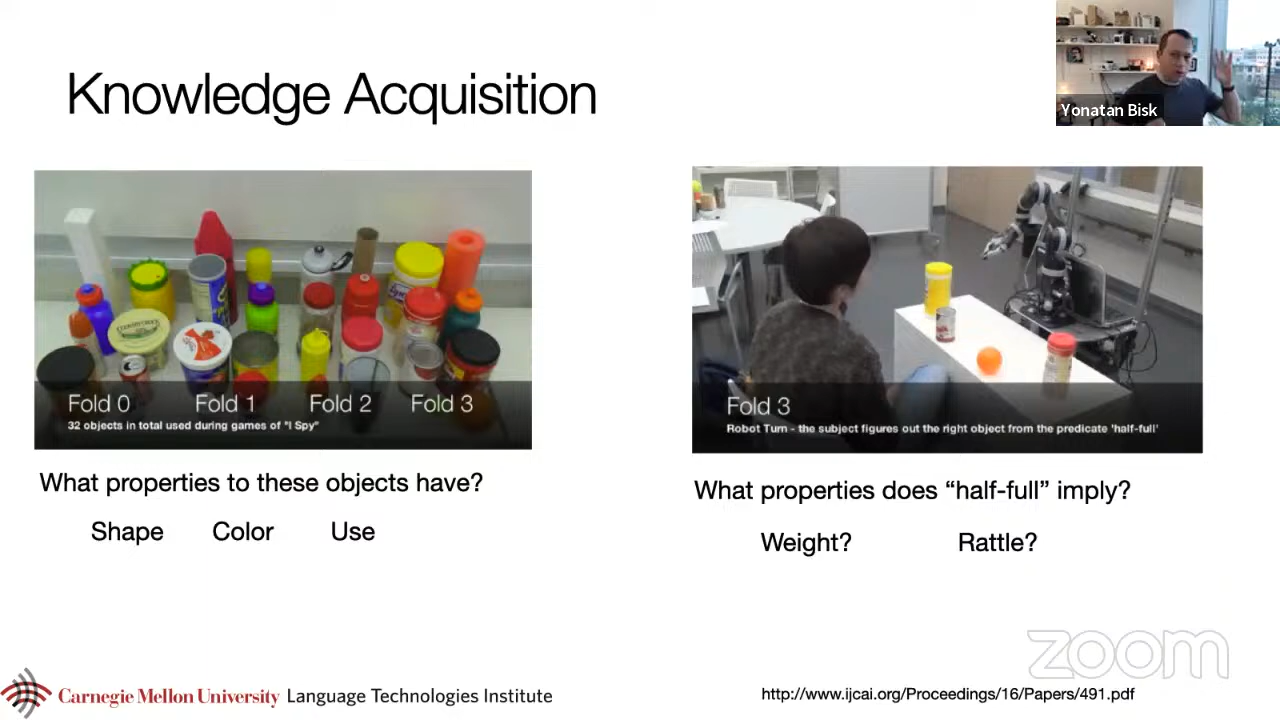 Knowledge Acquisition
Yonatan Bisk
Fold 0 Fold 1 Fold 2 Fold 3
32 objects in total used during games of "I Spy"
Fold 3
Robot Turn - the subject figures out the right object from the predicate 'half-full'
What properties to these objects have?
Shape Color Use
What properties does “half-full” imply?
Weight? Rattle?
zoom
Carnegie Mellon University Language Technologies Institute
http://www.ijcai.org/Proceedings/16/Papers/491.pdf